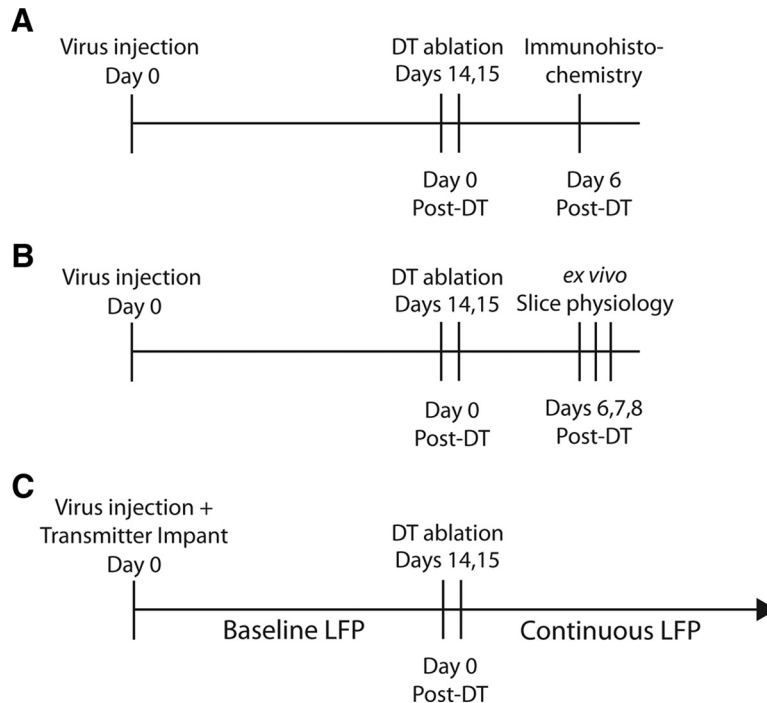 A
Virus injection
Day 0
DT ablation
Days 14,15
Immunohisto-
chemistry
Day 0
Post-DT
Day 6
Post-DT
B
Virus injection
Day 0
DT ablation
Days 14,15
ex vivo
Slice physiology
Day 0
Post-DT
Days 6,7,8
Post-DT
C
Virus injection +
Transmitter Impant
Day 0
DT ablation
Days 14,15
Baseline LFP
Continuous LFP
Day 0
Post-DT